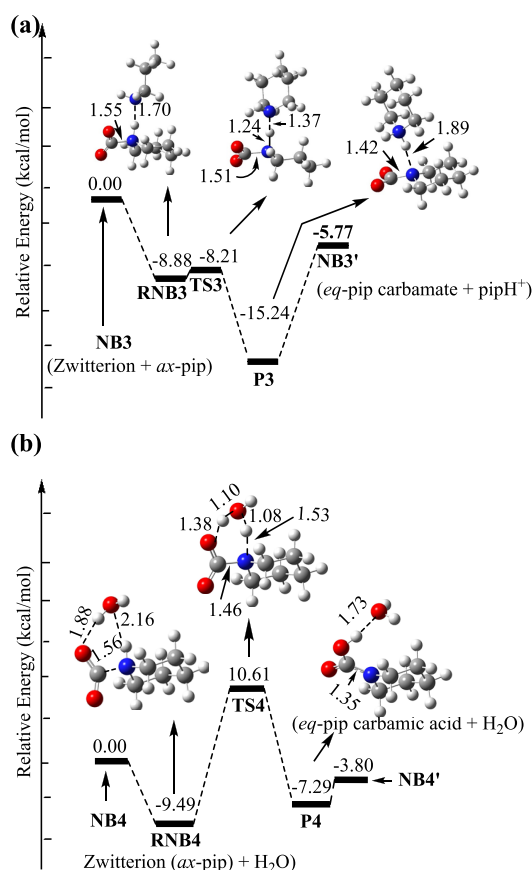 (a)
Relative Energy (kcal/mol)
1.55
1.70
1.24
1.37
1.51
1.42
1.89
0.00
-8.88
-8.21
-5.77
RNB3
TS3
NB3'
-15.24
(eq-pip carbamate + pipH+)
NB3
(Zwitterion + ax-pip)
P3
(b)
Relative Energy (kcal/mol)
1.10
1.38
1.08
1.53
1.46
1.88
2.16
1.56
1.73
1.35
10.61
TS4
(eq-pip carbamic acid + H2O)
0.00
-3.80
-7.29
NB4'
-9.49
NB4
P4
RNB4
Zwitterion (ax-pip) + H2O)